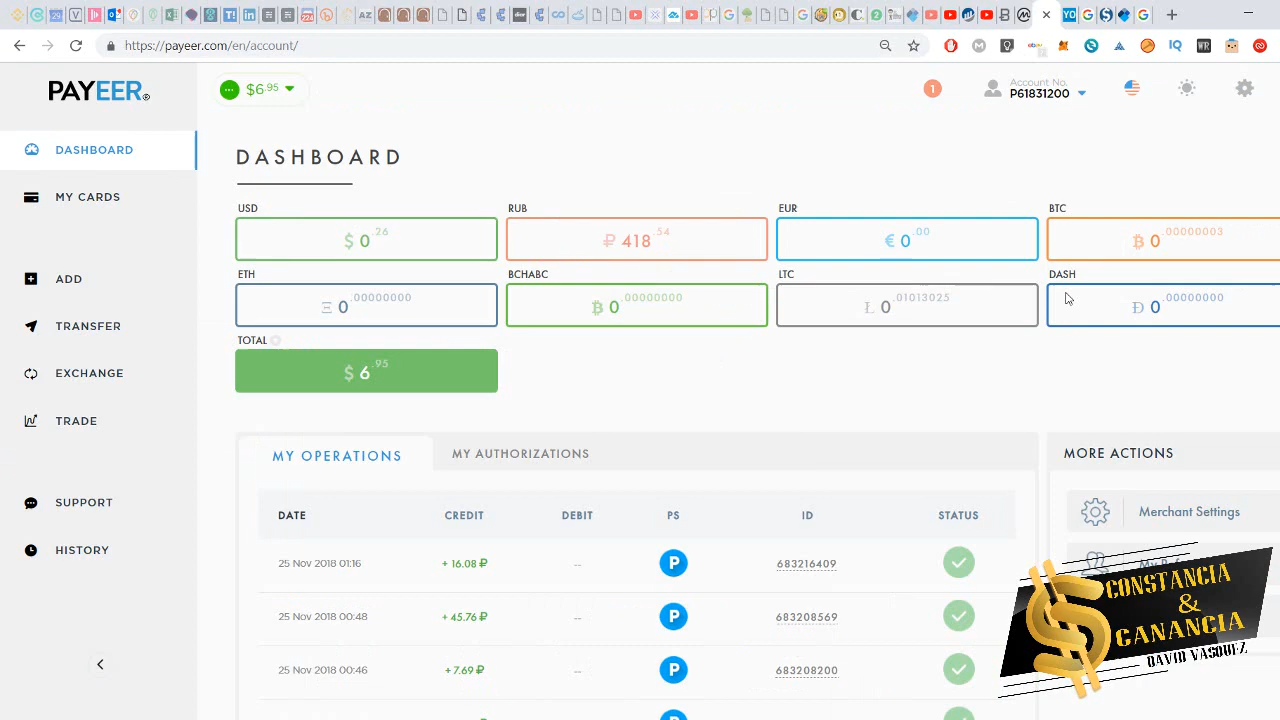 https://payeer.com/en/account/
PAYEER
$6.95
1
Account No.
P61831200
DASHBOARD
MY CARDS
ADD
TRANSFER
EXCHANGE
TRADE
SUPPORT
HISTORY
DASHBOARD
USD RUB EUR BTC
$ 0.26 ₽ 418.54 € 0.00 ₿ 0.00000003
ETH BCHABC LTC DASH
Ξ 0.00000000 ₿ 0.00000000 Ł 0.01013025 Đ 0.00000000
TOTAL
$ 6.95
MY OPERATIONS MY AUTHORIZATIONS
DATE CREDIT DEBIT PS ID STATUS
25 Nov 2018 01:16 + 16.08 ₽ -- P 683216409
25 Nov 2018 00:48 + 45.76 ₽ -- P 683208569
25 Nov 2018 00:46 + 7.69 ₽ -- P 683208200
MORE ACTIONS
Merchant Settings
CONSTANCIA
&
GANANCIA
DAVID VASQUEZ